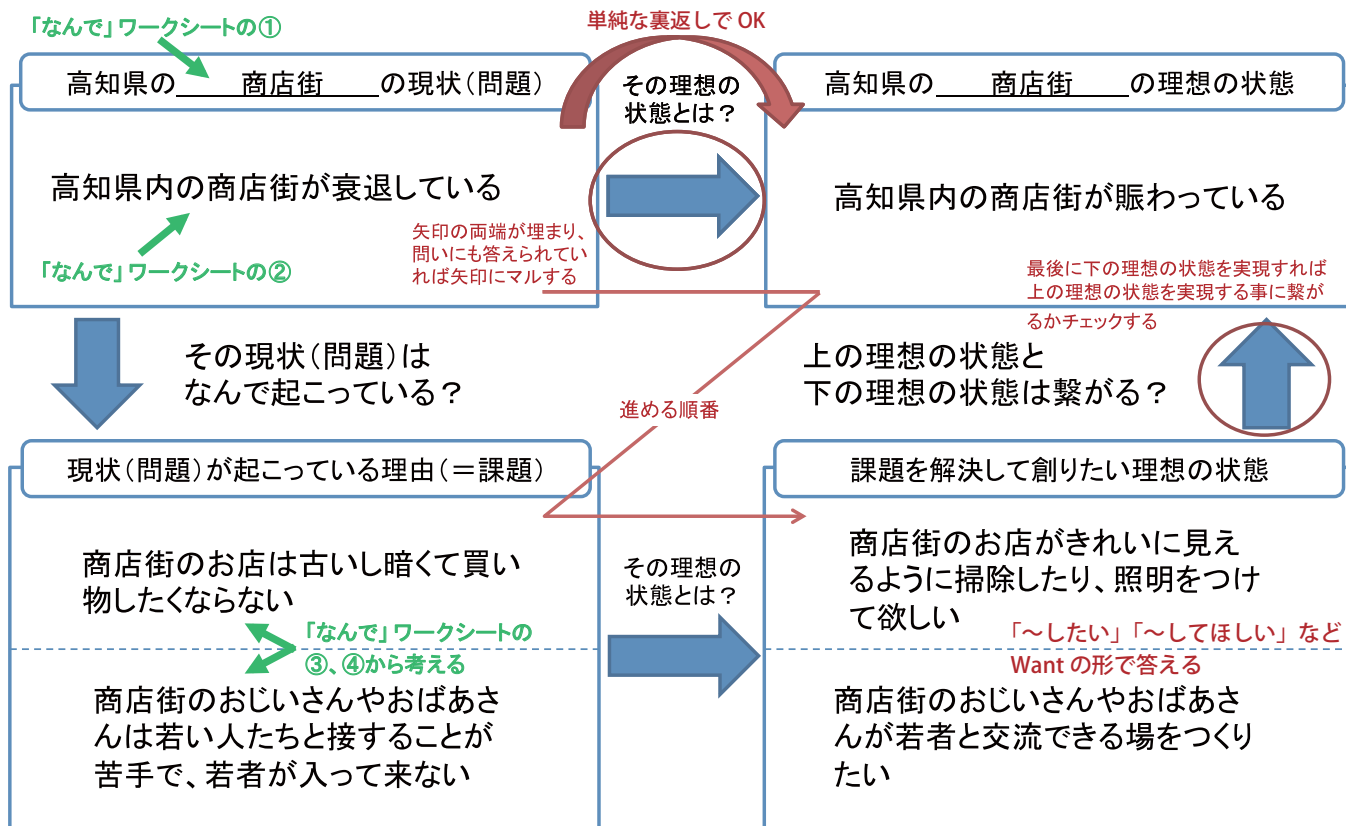 「なんで」ワークシートの①
単純な裏返しで OK
高知県の 商店街 の現状(問題)
その理想の
状態とは?
高知県の 商店街 の理想の状態
高知県内の商店街が衰退している
高知県内の商店街が賑わっている
「なんで」ワークシートの②
矢印の両端が埋まり、
問いにも答えられてい
れば矢印にマルする
最後に下の理想の状態を実現すれば
上の理想の状態を実現する事に繋が
るかチェックする
その現状(問題)は
なんで起こっている?
上の理想の状態と
下の理想の状態は繋がる?
進める順番
現状(問題)が起こっている理由(=課題)
課題を解決して創りたい理想の状態
商店街のお店は古いし暗くて買い
物したくならない
その理想の
状態とは?
商店街のお店がきれいに見え
るように掃除したり、照明をつけ
て欲しい
「なんで」ワークシートの
③、④から考える
「~したい」「~してほしい」など
Want の形で答える
商店街のおじいさんやおばあさ
んは若い人たちと接することが
苦手で、若者が入って来ない
商店街のおじいさんやおばあさ
んが若者と交流できる場をつくり
たい